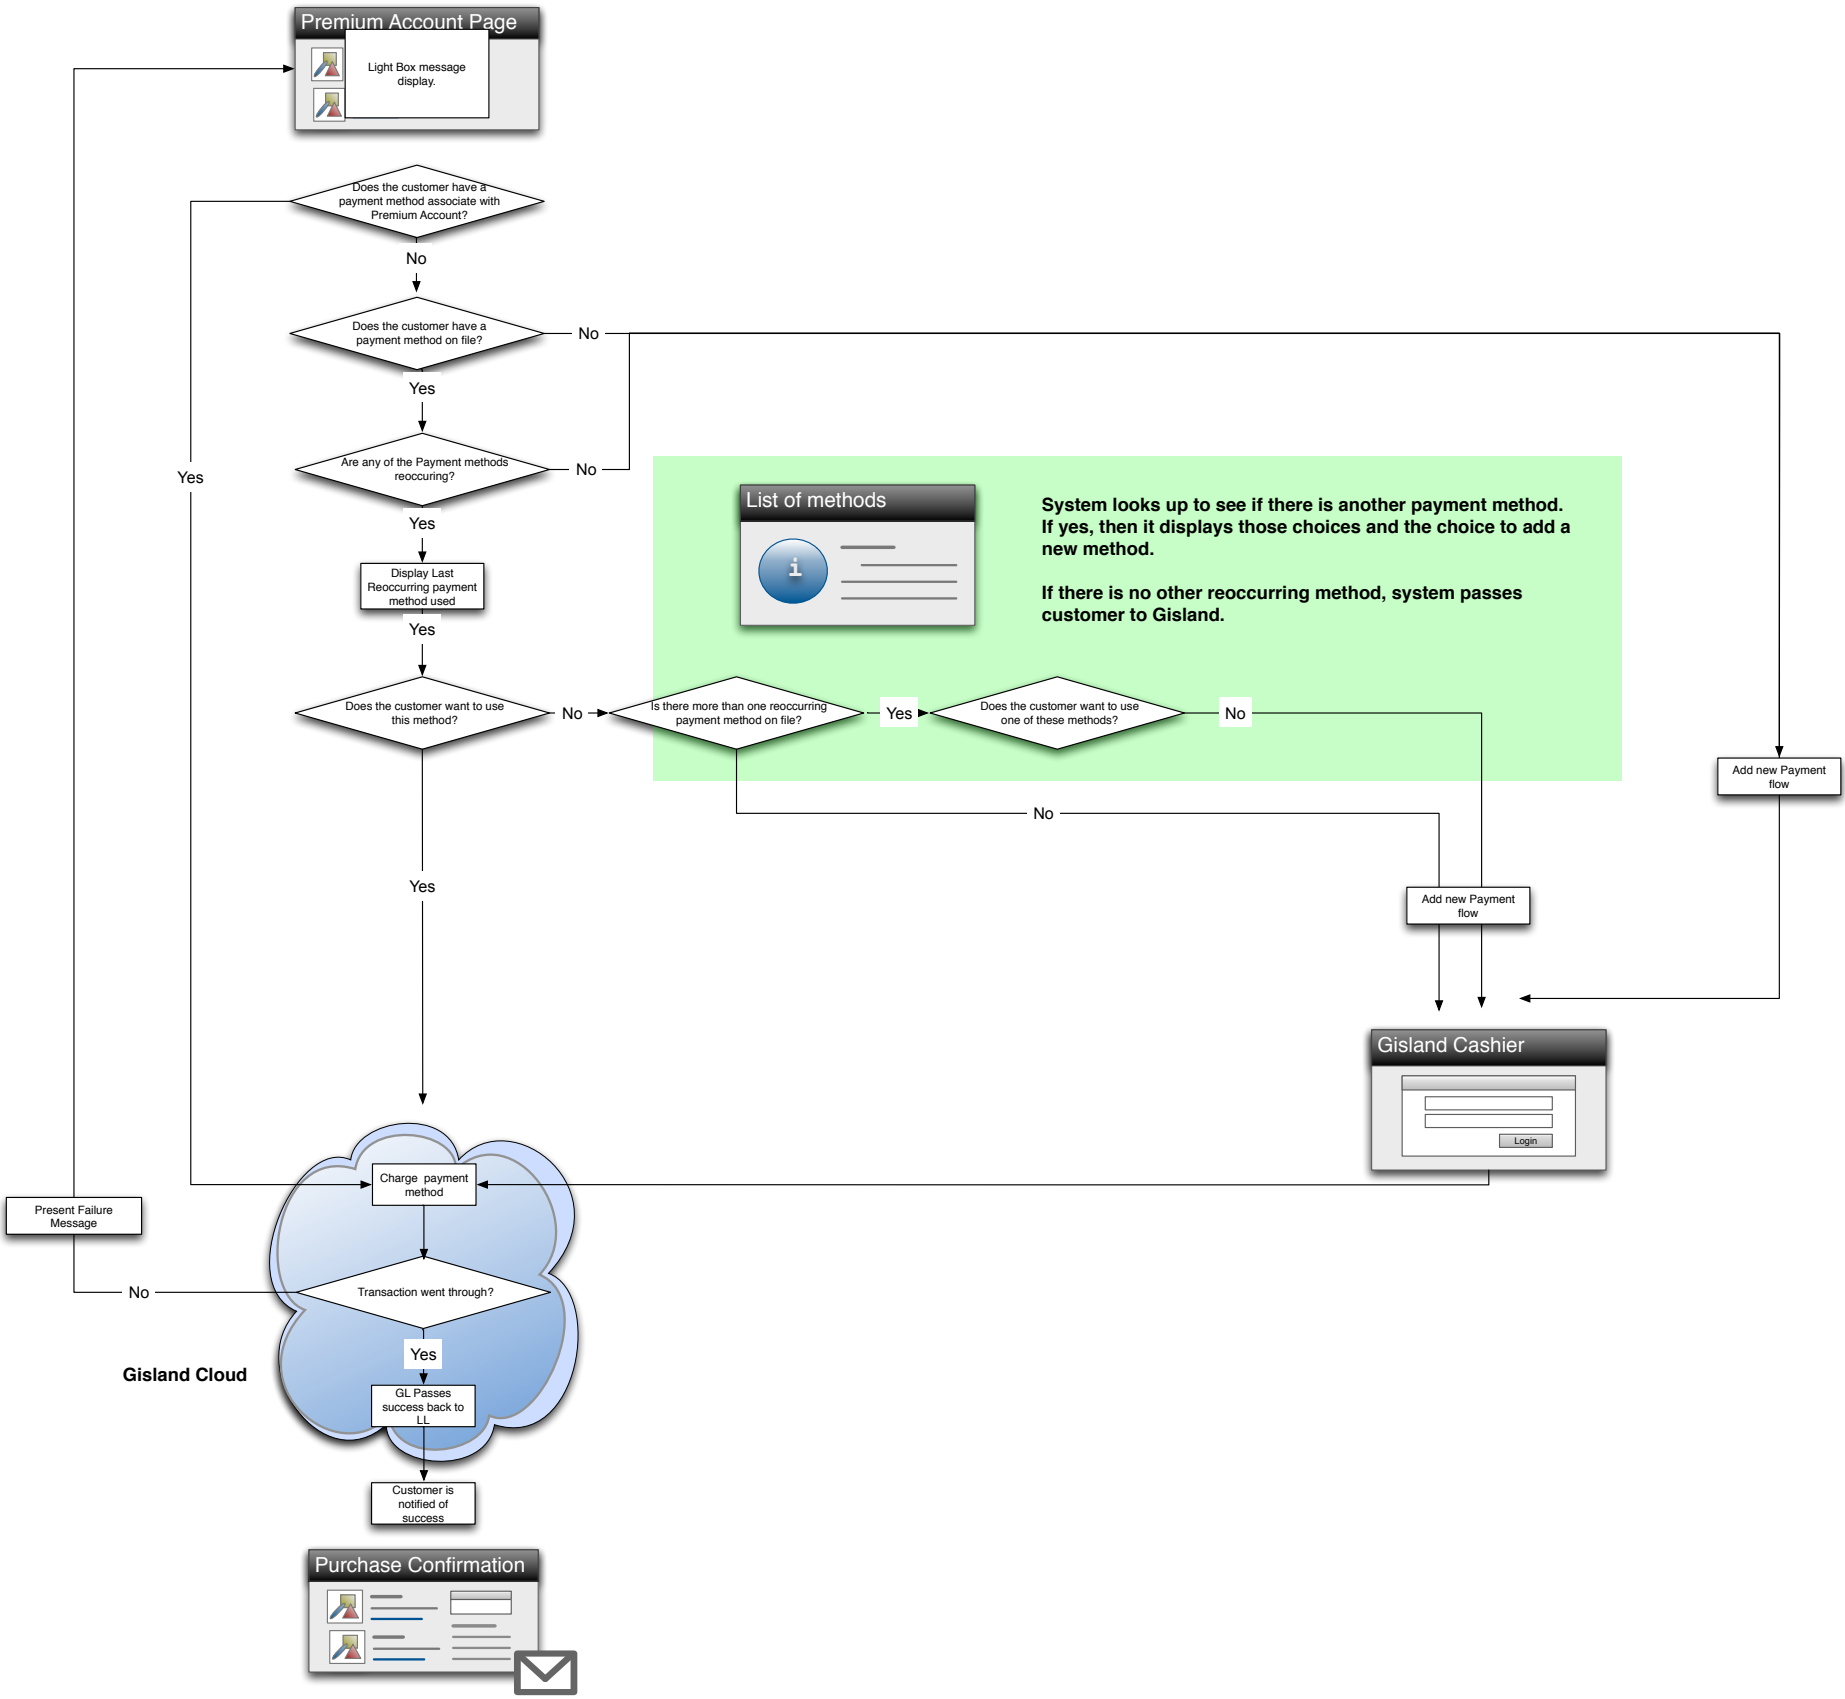 Premium Account Page
Light Box message
display.
Does the customer have a
payment method associate with
Premium Account?
No
Does the customer have a
payment method on file?
No
Yes
Are any of the Payment methods
reoccuring?
No
Yes
Yes
List of methods
i
System looks up to see if there is another payment method.
If yes, then it displays those choices and the choice to add a
new method.
If there is no other reoccurring method, system passes
customer to Gisland.
Display Last
Reoccurring payment
method used
Yes
Does the customer want to use
this method?
No
Is there more than one reoccurring
payment method on file?
Yes
Does the customer want to use
one of these methods?
No
Add new Payment
flow
No
Yes
Add new Payment
flow
Gisland Cashier
Login
Charge payment
method
Present Failure
Message
No
Transaction went through?
Yes
Gisland Cloud
GL Passes
success back to
LL
Customer is
notified of
success
Purchase Confirmation